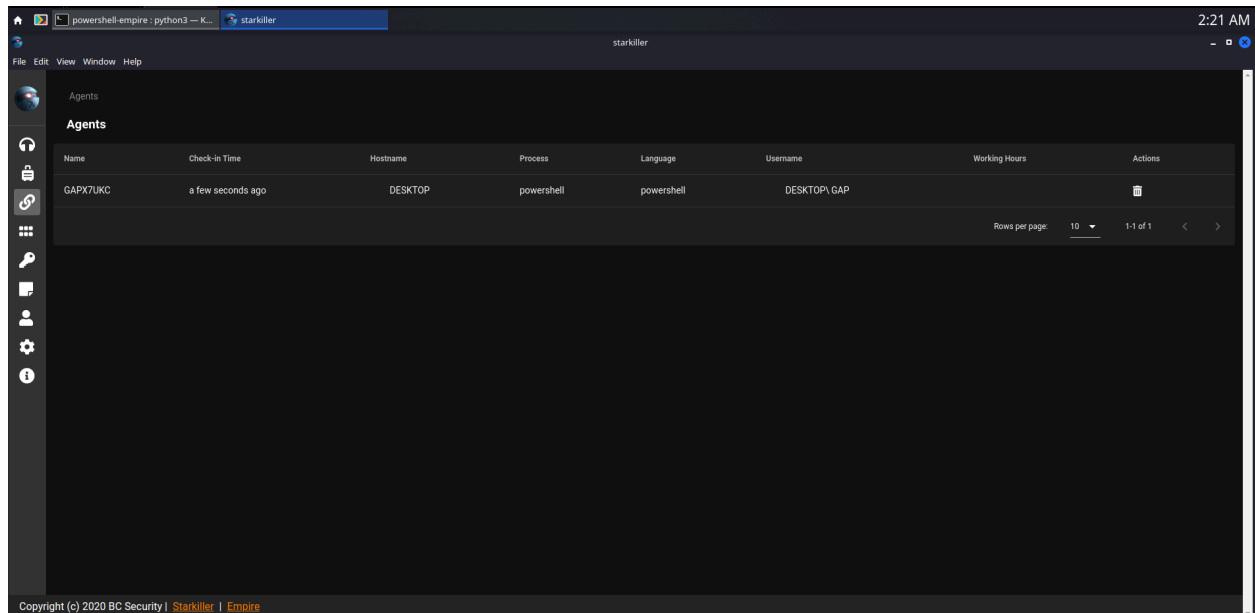 powershell-empire : python3 — K... starkiller 2:21 AM
starkiller
File Edit View Window Help
Agents
Agents
Name Check-in Time Hostname Process Language Username Working Hours Actions
GAPX7UKC a few seconds ago DESKTOP powershell powershell DESKTOP\ GAP
Rows per page: 10 1-1 of 1
Copyright (c) 2020 BC Security | Starkiller | Empire